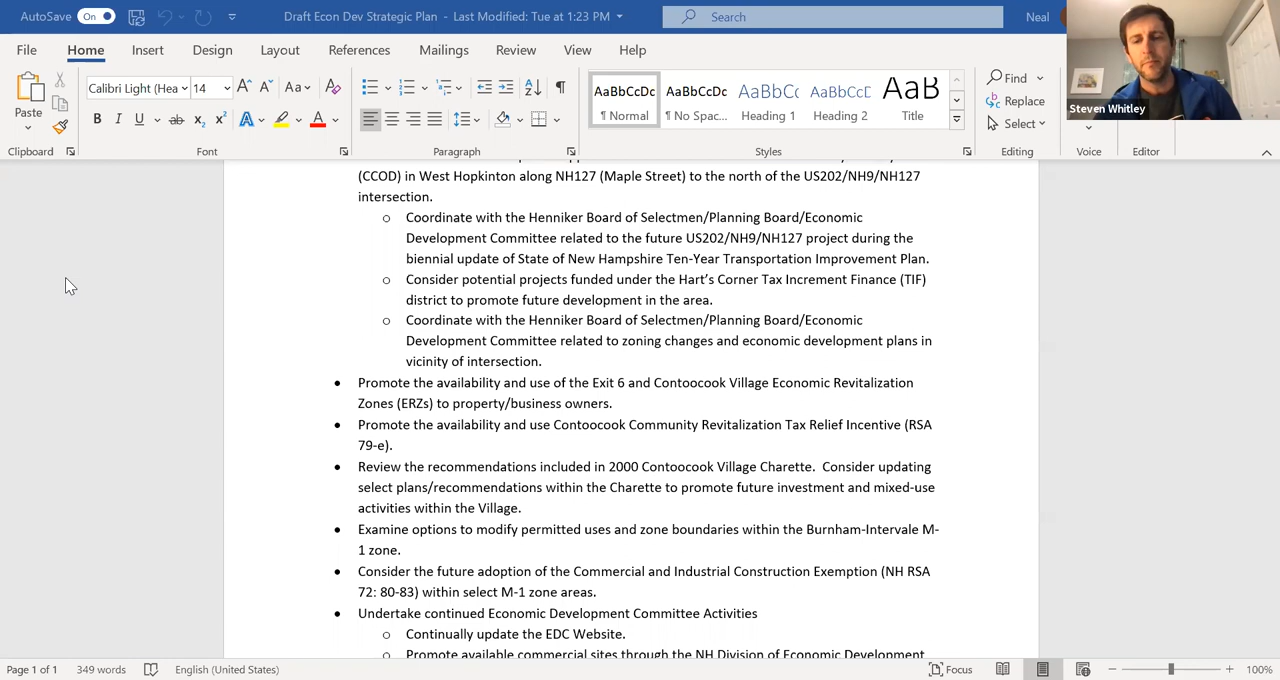 AutoSave On Draft Econ Dev Strategic Plan - Last Modified: Tue at 1:23 PM Search Neal
File Home Insert Design Layout References Mailings Review View Help
Steven Whitley
Paste
Calibri Light (Hea 14
AaBbCcDc AaBbCcDc AaBbCc AaBbCcD AaB
¶ Normal ¶ No Spac... Heading 1 Heading 2 Title
Find
Replace
Select
Clipboard Font Paragraph Styles Editing Voice Editor
(CCOD) in West Hopkinton along NH127 (Maple Street) to the north of the US202/NH9/NH127
intersection.
o Coordinate with the Henniker Board of Selectmen/Planning Board/Economic
Development Committee related to the future US202/NH9/NH127 project during the
biennial update of State of New Hampshire Ten-Year Transportation Improvement Plan.
o Consider potential projects funded under the Hart's Corner Tax Increment Finance (TIF)
district to promote future development in the area.
o Coordinate with the Henniker Board of Selectmen/Planning Board/Economic
Development Committee related to zoning changes and economic development plans in
vicinity of intersection.
• Promote the availability and use of the Exit 6 and Contoocook Village Economic Revitalization
Zones (ERZs) to property/business owners.
• Promote the availability and use Contoocook Community Revitalization Tax Relief Incentive (RSA
79-e).
• Review the recommendations included in 2000 Contoocook Village Charette. Consider updating
select plans/recommendations within the Charette to promote future investment and mixed-use
activities within the Village.
• Examine options to modify permitted uses and zone boundaries within the Burnham-Intervale M-
1 zone.
• Consider the future adoption of the Commercial and Industrial Construction Exemption (NH RSA
72: 80-83) within select M-1 zone areas.
• Undertake continued Economic Development Committee Activities
o Continually update the EDC Website.
o Promote available commercial sites through the NH Division of Economic Development
Page 1 of 1 349 words English (United States) Focus 100%